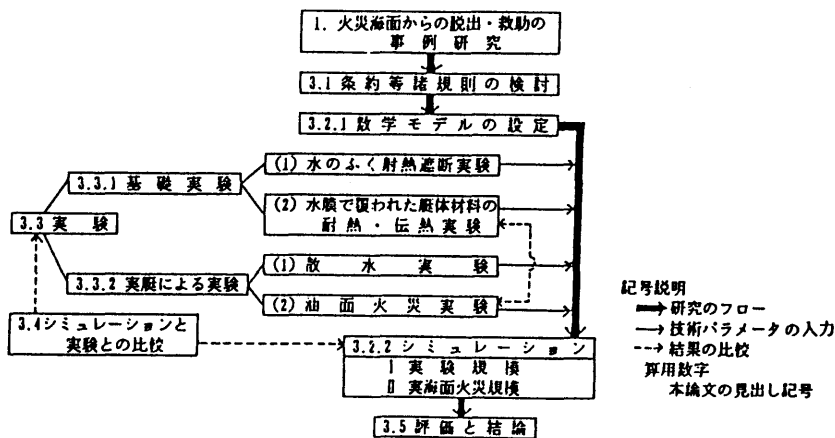 1. 火災海面からの脱出・救助の
事例研究
3.1 条約等諸規則の検討
3.2.1 数学モデルの設定
(1) 水のふく射熱遮断実験
3.3.1 基礎実験
(2) 水膜で覆われた艇体材料の
耐熱・伝熱実験
3.3 実験
(1) 散水実験
3.3.2 実艇による実験
(2) 油面火災実験
3.4 シミュレーションと
実験との比較
3.2.2 シミュレーション
I 実験規模
II 実海面火災規模
3.5 評価と結論
記号説明
研究のフロー
技術パラメータの入力
結果の比較
算用数字
本論文の見出し記号